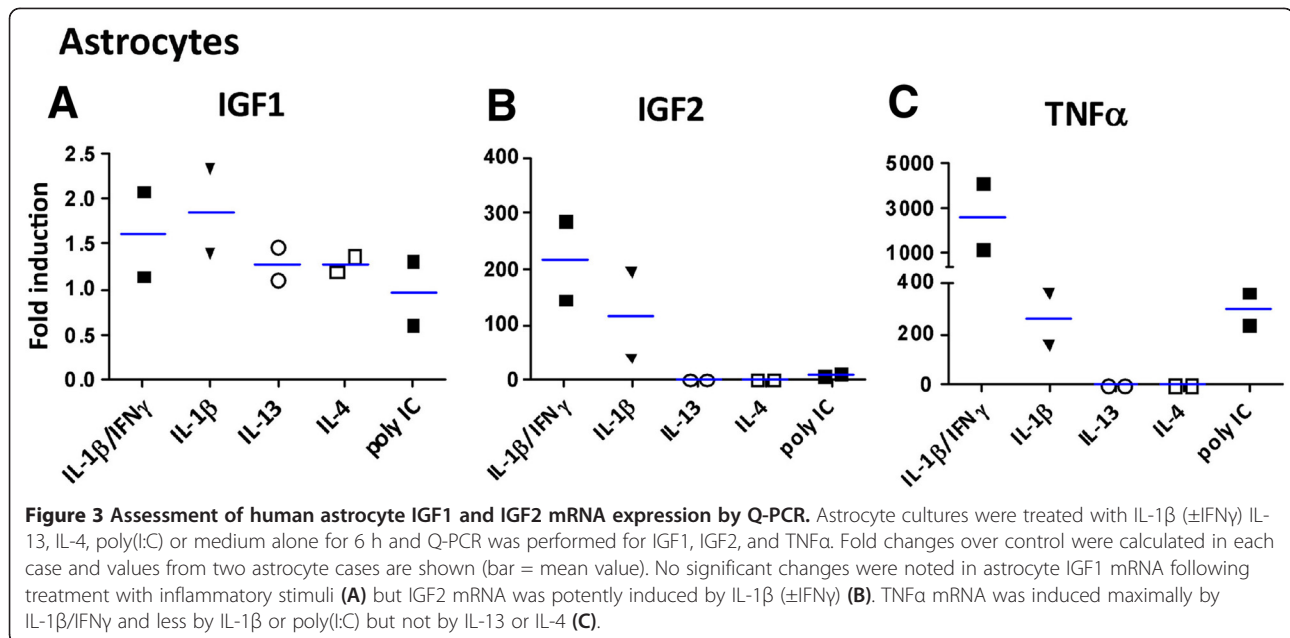 Astrocytes
A
IGF1
B
IGF2
C
TNFα
Fold induction
2.5
2.0
1.5
1.0
0.5
0.0
IL-1β/IFNγ
IL-1β
IL-13
IL-4
poly IC
400
300
200
100
0
IL-1β/IFNγ
IL-1β
IL-13
IL-4
poly IC
5000
3000
1000
400
200
0
IL-1β/IFNγ
IL-1β
IL-13
IL-4
poly IC
Figure 3 Assessment of human astrocyte IGF1 and IGF2 mRNA expression by Q-PCR. Astrocyte cultures were treated with IL-1β (±IFNγ) IL-
13, IL-4, poly(I:C) or medium alone for 6 h and Q-PCR was performed for IGF1, IGF2, and TNFα. Fold changes over control were calculated in each
case and values from two astrocyte cases are shown (bar = mean value). No significant changes were noted in astrocyte IGF1 mRNA following
treatment with inflammatory stimuli (A) but IGF2 mRNA was potently induced by IL-1β (±IFNγ) (B). TNFα mRNA was induced maximally by
IL-1β/IFNγ and less by IL-1β or poly(I:C) but not by IL-13 or IL-4 (C).